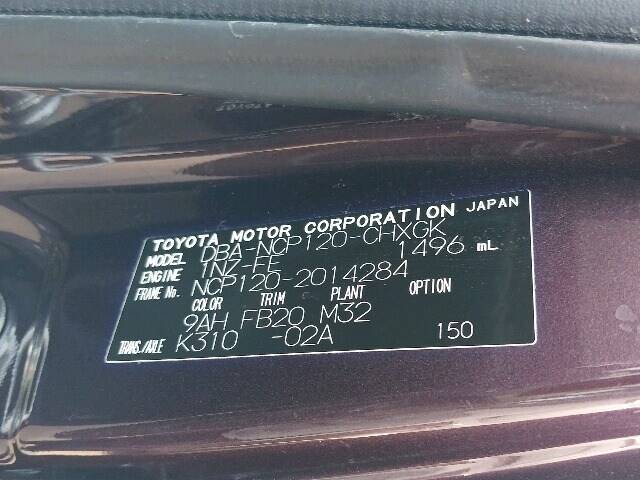 TOYOTA MOTOR CORPORATION JAPAN
MODEL DBA-NCP120-CHXGK
ENGINE 1NZ-FE 1496 mL
FRAME No. NCP120-2014284
COLOR TRIM PLANT OPTION
9AH FB20 M32
TRANS./AXLE K310 -02A 150